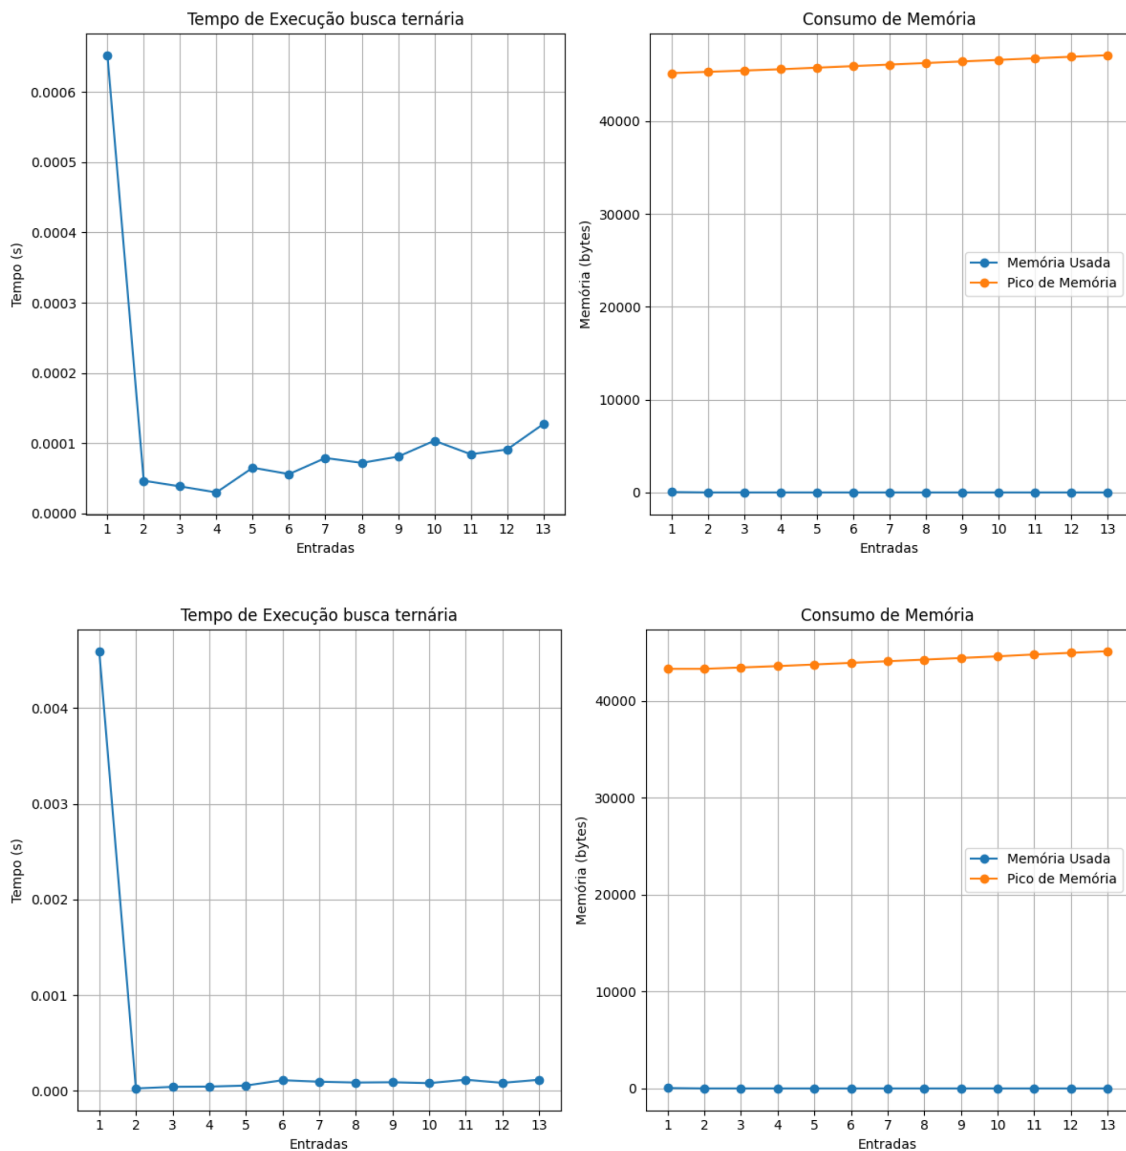 Tempo de Execução busca ternária
0.0006
0.0005
0.0004
0.0003
0.0002
0.0001
0.0000
Tempo (s)
1 2 3 4 5 6 7 8 9 10 11 12 13
Entradas
Consumo de Memória
40000
30000
20000
10000
0
Memória (bytes)
Memória Usada
Pico de Memória
1 2 3 4 5 6 7 8 9 10 11 12 13
Entradas
Tempo de Execução busca ternária
0.004
0.003
0.002
0.001
0.000
Tempo (s)
1 2 3 4 5 6 7 8 9 10 11 12 13
Entradas
Consumo de Memória
40000
30000
20000
10000
0
Memória (bytes)
Memória Usada
Pico de Memória
1 2 3 4 5 6 7 8 9 10 11 12 13
Entradas